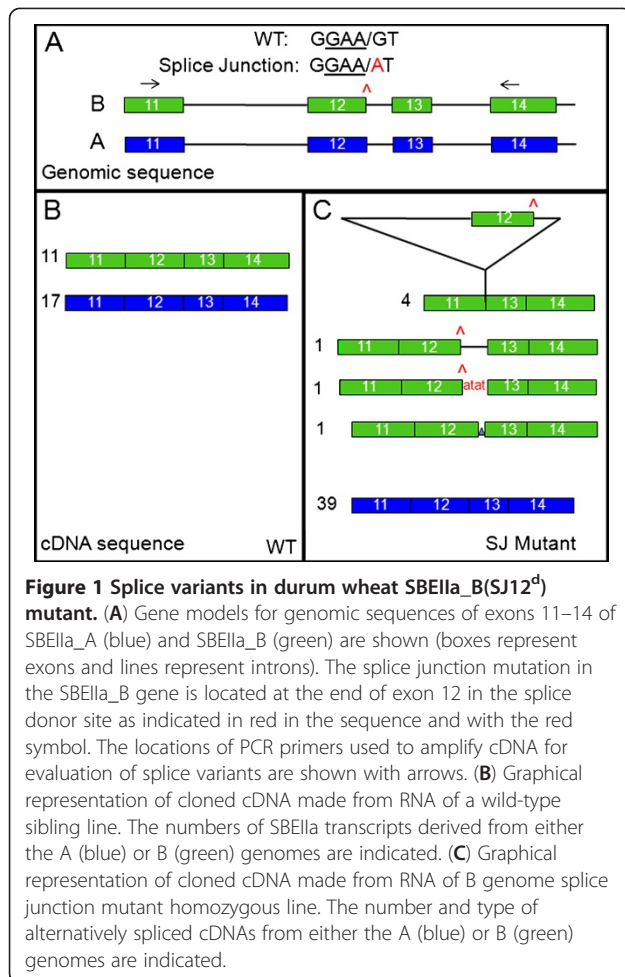 A
WT: GGAA/GT
Splice Junction: GGAA/AT
^
B 11 12 13 14
A 11 12 13 14
Genomic sequence
B
11 11 12 13 14
17 11 12 13 14
cDNA sequence
WT
C
^
12
4 11 13 14
^
1 11 12 13 14
^
1 11 12 atat 13 14
1 11 12 13 14
39 11 12 13 14
SJ Mutant
Figure 1 Splice variants in durum wheat SBEIIa_B(SJ12d)
mutant. (A) Gene models for genomic sequences of exons 11–14 of
SBEIIa_A (blue) and SBEIIa_B (green) are shown (boxes represent
exons and lines represent introns). The splice junction mutation in
the SBEIIa_B gene is located at the end of exon 12 in the splice
donor site as indicated in red in the sequence and with the red
symbol. The locations of PCR primers used to amplify cDNA for
evaluation of splice variants are shown with arrows. (B) Graphical
representation of cloned cDNA made from RNA of a wild-type
sibling line. The numbers of SBEIIa transcripts derived from either
the A (blue) or B (green) genomes are indicated. (C) Graphical
representation of cloned cDNA made from RNA of B genome splice
junction mutant homozygous line. The number and type of
alternatively spliced cDNAs from either the A (blue) or B (green)
genomes are indicated.